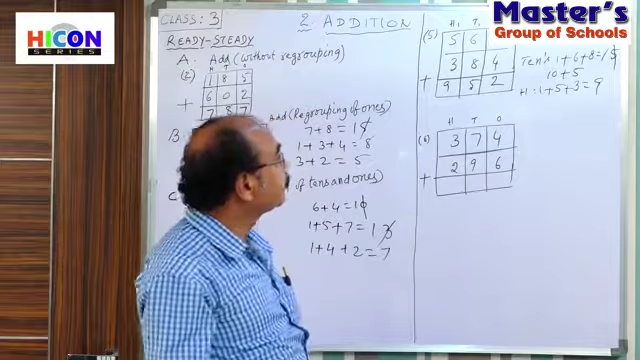 HICON
SERIES
Master's
Group of Schools
CLASS: 3
2. ADDITION
READY-STEADY
A. Add (without regrouping)
H T O
1 8 5
+ 6 0 2
7 8 7
B
Add (Regrouping of ones)
7+8=15
1+3+4=8
3+2=5
C
of tens and ones)
6+4=10
1+5+7=13
1+4+2=7
(5)
H T
5 6
3 8 4
+ 9 5 2
Ten's 1+6+8=15
10+5
H: 1+5+3=9
(6)
H T O
3 7 4
+ 2 9 6